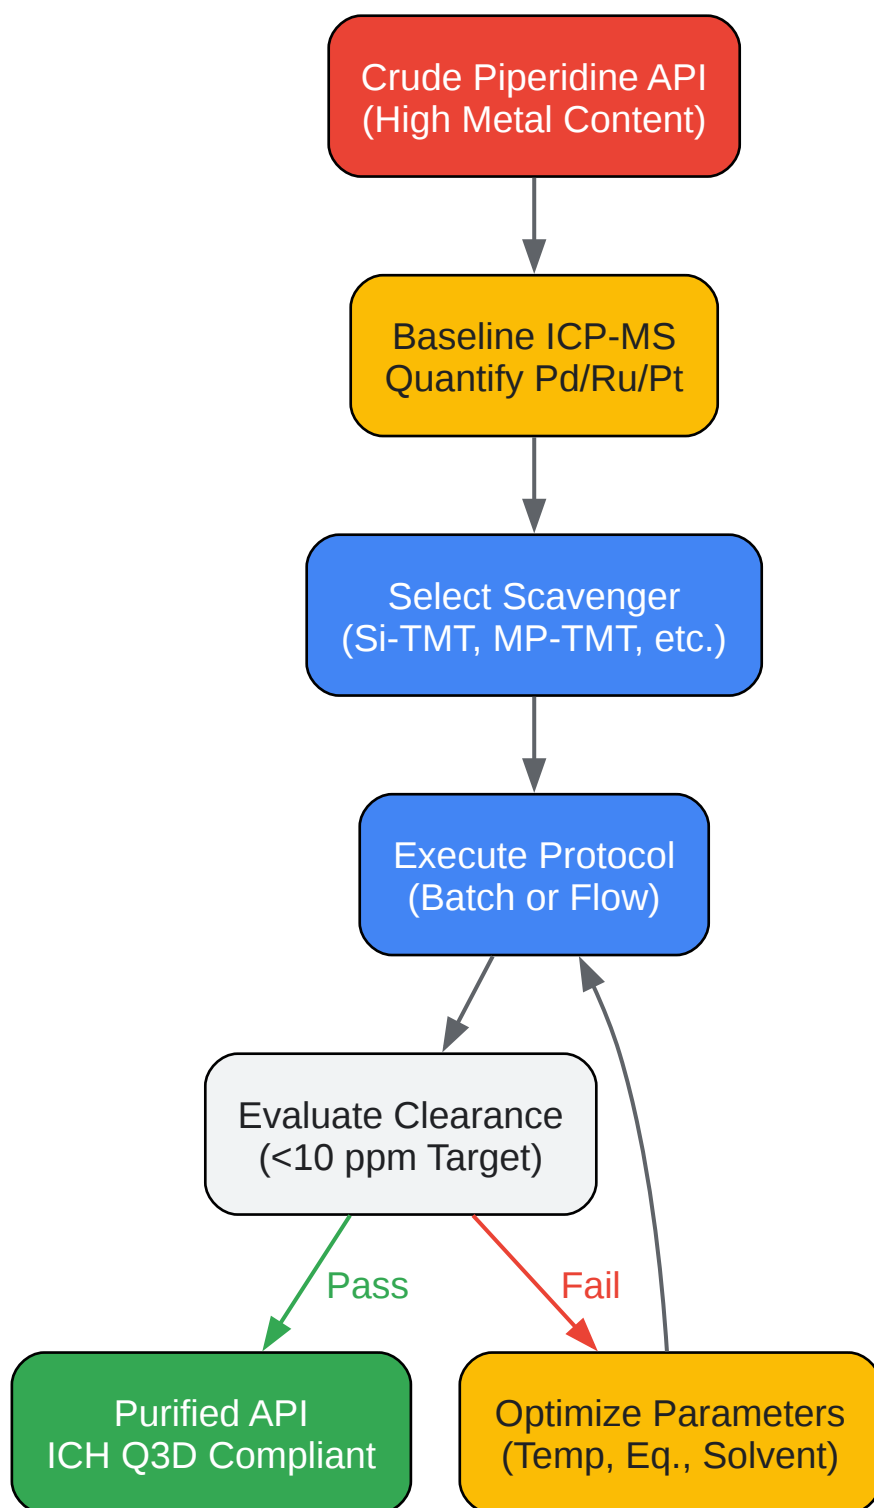 Crude Piperidine API
(High Metal Content)
Baseline ICP-MS
Quantify Pd/Ru/Pt
Select Scavenger
(Si-TMT, MP-TMT, etc.)
Execute Protocol
(Batch or Flow)
Evaluate Clearance
(<10 ppm Target)
Pass
Fail
Purified API
ICH Q3D Compliant
Optimize Parameters
(Temp, Eq., Solvent)